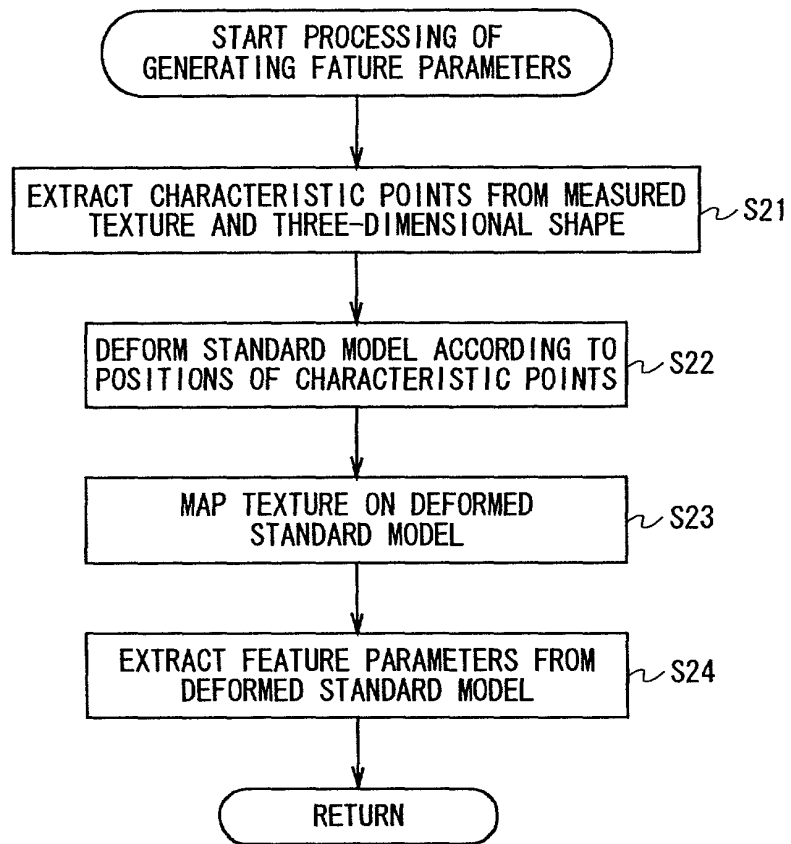 START PROCESSING OF
GENERATING FATURE PARAMETERS
EXTRACT CHARACTERISTIC POINTS FROM MEASURED
TEXTURE AND THREE-DIMENSIONAL SHAPE
S21
DEFORM STANDARD MODEL ACCORDING TO
POSITIONS OF CHARACTERISTIC POINTS
S22
MAP TEXTURE ON DEFORMED
STANDARD MODEL
S23
EXTRACT FEATURE PARAMETERS FROM
DEFORMED STANDARD MODEL
S24
RETURN